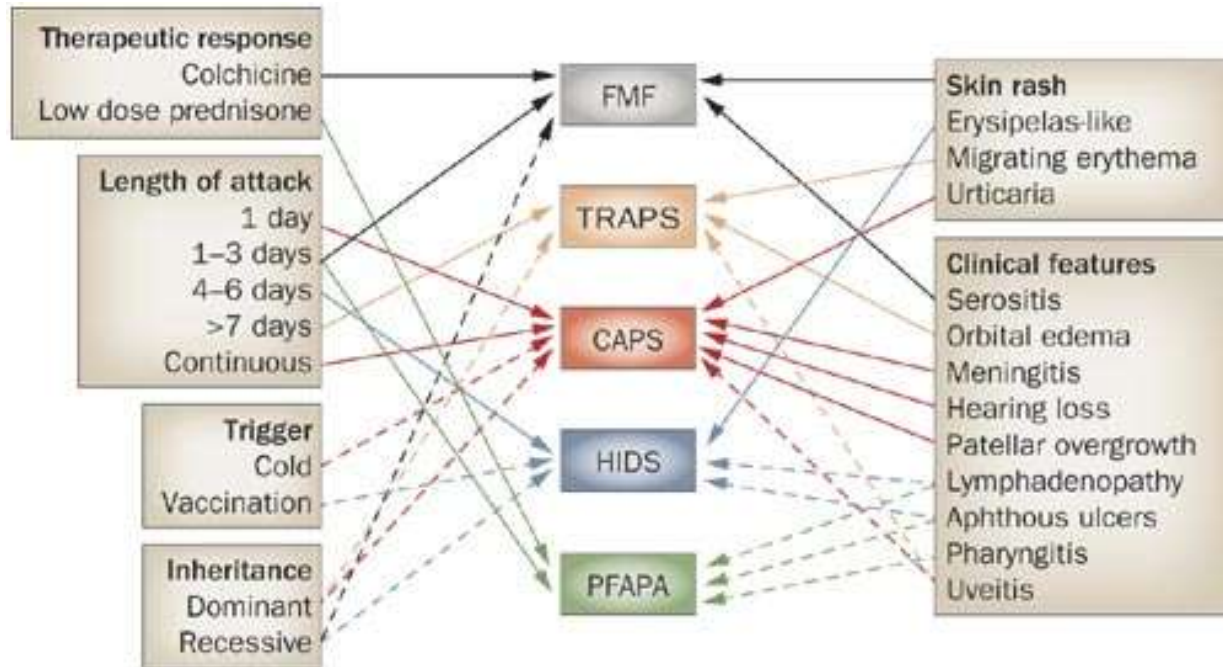 Therapeutic response
Colchicine
Low dose prednisone
Length of attack
1 day
1–3 days
4–6 days
>7 days
Continuous
Trigger
Cold
Vaccination
Inheritance
Dominant
Recessive
FMF
TRAPS
CAPS
HIDS
PFAPA
Skin rash
Erysipelas-like
Migrating erythema
Urticaria
Clinical features
Serositis
Orbital edema
Meningitis
Hearing loss
Patellar overgrowth
Lymphadenopathy
Aphthous ulcers
Pharyngitis
Uveitis